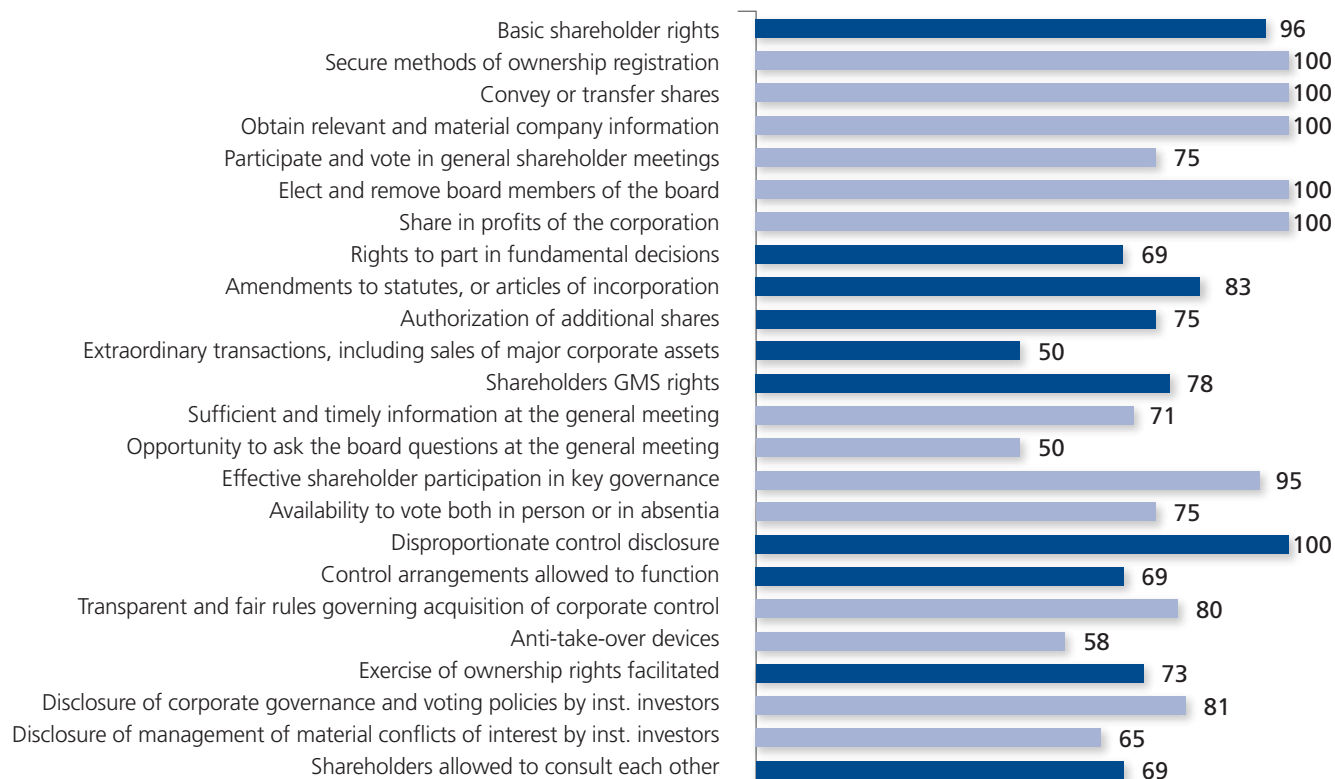 Basic shareholder rights 96
Secure methods of ownership registration 100
Convey or transfer shares 100
Obtain relevant and material company information 100
Participate and vote in general shareholder meetings 75
Elect and remove board members of the board 100
Share in profits of the corporation 100
Rights to part in fundamental decisions 69
Amendments to statutes, or articles of incorporation 83
Authorization of additional shares 75
Extraordinary transactions, including sales of major corporate assets 50
Shareholders GMS rights 78
Sufficient and timely information at the general meeting 71
Opportunity to ask the board questions at the general meeting 50
Effective shareholder participation in key governance 95
Availability to vote both in person or in absentia 75
Disproportionate control disclosure 100
Control arrangements allowed to function 69
Transparent and fair rules governing acquisition of corporate control 80
Anti-take-over devices 58
Exercise of ownership rights facilitated 73
Disclosure of corporate governance and voting policies by inst. investors 81
Disclosure of management of material conflicts of interest by inst. investors 65
Shareholders allowed to consult each other 69